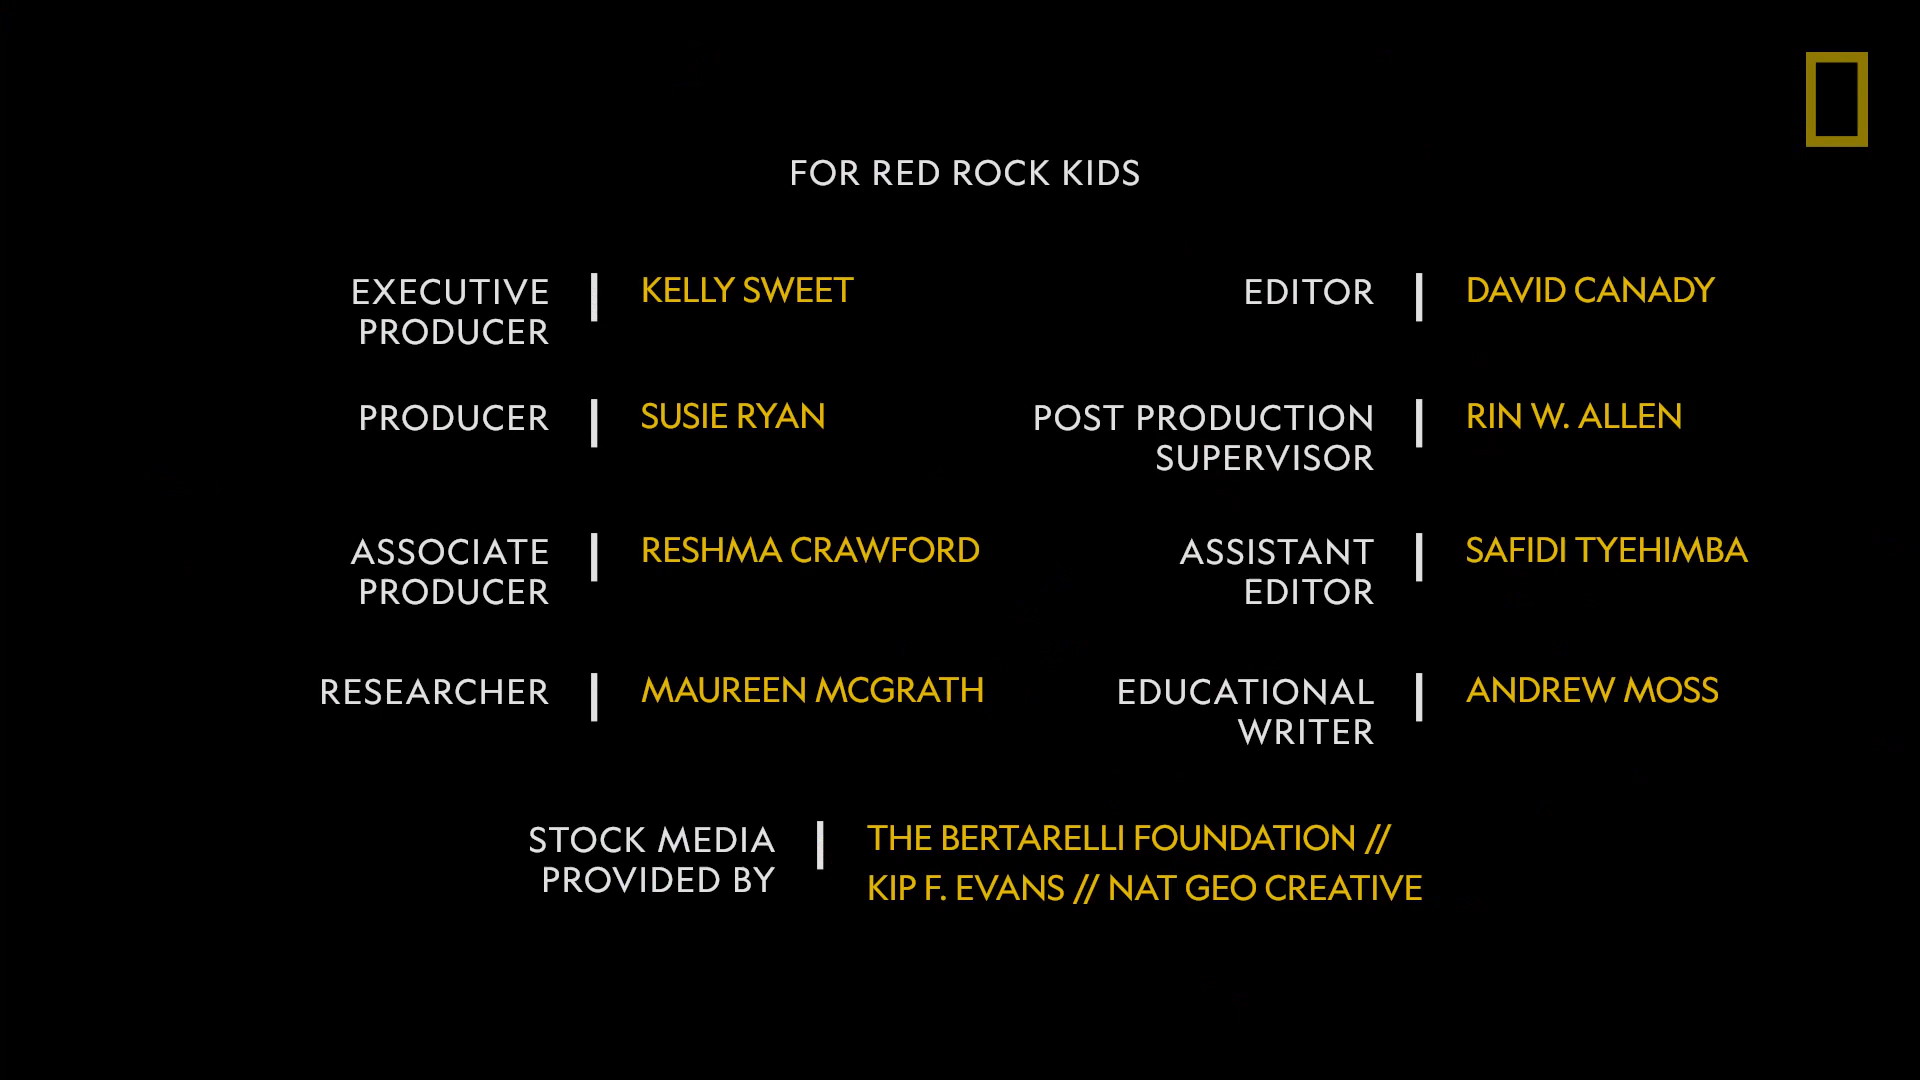 FOR RED ROCK KIDS
EXECUTIVE
PRODUCER
KELLY SWEET
EDITOR
DAVID CANADY
PRODUCER
SUSIE RYAN
POST PRODUCTION
SUPERVISOR
RIN W. ALLEN
ASSOCIATE
PRODUCER
RESHMA CRAWFORD
ASSISTANT
EDITOR
SAFIDI TYEHIMBA
RESEARCHER
MAUREEN MCGRATH
EDUCATIONAL
WRITER
ANDREW MOSS
STOCK MEDIA
PROVIDED BY
THE BERTARELLI FOUNDATION //
KIP F. EVANS // NAT GEO CREATIVE